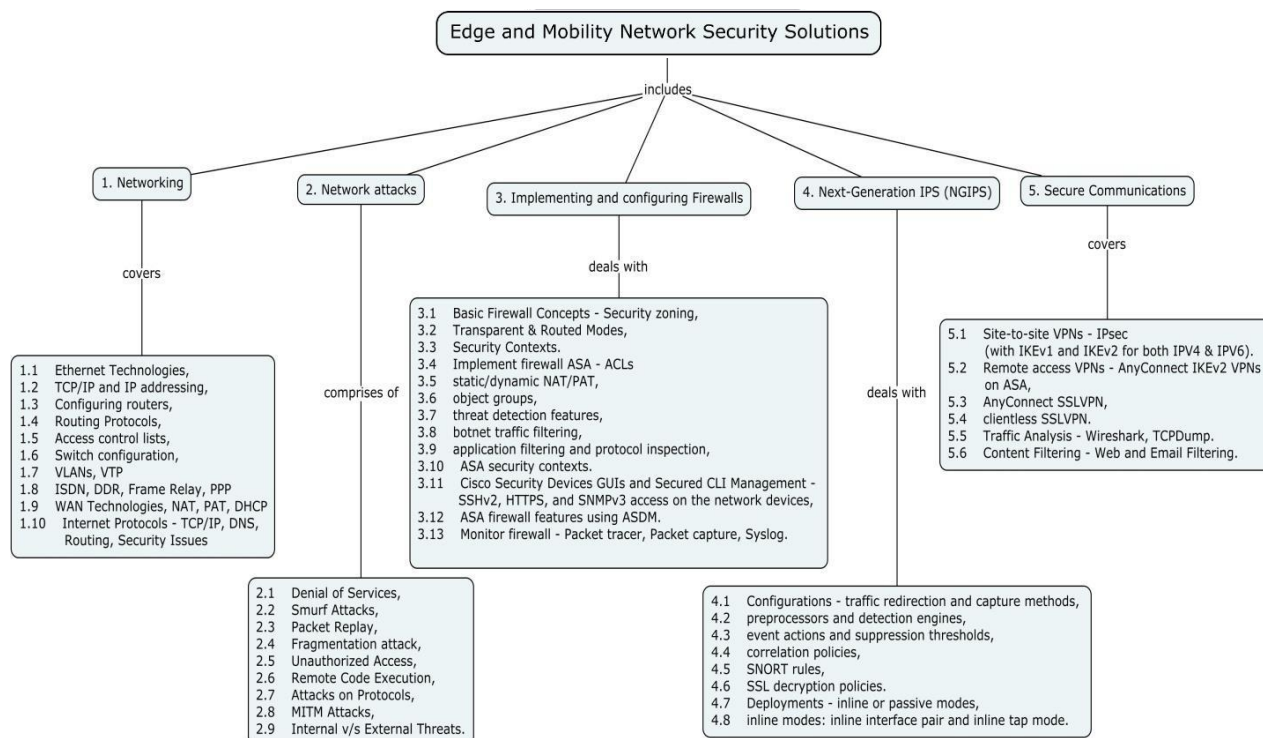 Edge and Mobility Network Security Solutions
includes
1. Networking
2. Network attacks
3. Implementing and configuring Firewalls
4. Next-Generation IPS (NGIPS)
5. Secure Communications
covers
1.1 Ethernet Technologies,
1.2 TCP/IP and IP addressing,
1.3 Configuring routers,
1.4 Routing Protocols,
1.5 Access control lists,
1.6 Switch configuration,
1.7 VLANs, VTP
1.8 ISDN, DDR, Frame Relay, PPP
1.9 WAN Technologies, NAT, PAT, DHCP
1.10 Internet Protocols - TCP/IP, DNS,
Routing, Security Issues
comprises of
2.1 Denial of Services,
2.2 Smurf Attacks,
2.3 Packet Replay,
2.4 Fragmentation attack,
2.5 Unauthorized Access,
2.6 Remote Code Execution,
2.7 Attacks on Protocols,
2.8 MITM Attacks,
2.9 Internal v/s External Threats.
deals with
3.1 Basic Firewall Concepts - Security zoning,
3.2 Transparent & Routed Modes,
3.3 Security Contexts.
3.4 Implement firewall ASA - ACLs
3.5 static/dynamic NAT/PAT,
3.6 object groups,
3.7 threat detection features,
3.8 botnet traffic filtering,
3.9 application filtering and protocol inspection,
3.10 ASA security contexts.
3.11 Cisco Security Devices GUIs and Secured CLI Management -
SSHv2, HTTPS, and SNMPv3 access on the network devices,
3.12 ASA firewall features using ASDM.
3.13 Monitor firewall - Packet tracer, Packet capture, Syslog.
deals with
4.1 Configurations - traffic redirection and capture methods,
4.2 preprocessors and detection engines,
4.3 event actions and suppression thresholds,
4.4 correlation policies,
4.5 SNORT rules,
4.6 SSL decryption policies.
4.7 Deployments - inline or passive modes,
4.8 inline modes: inline interface pair and inline tap mode.
covers
5.1 Site-to-site VPNs - IPsec
(with IKEv1 and IKEv2 for both IPV4 & IPV6).
5.2 Remote access VPNs - AnyConnect IKEv2 VPNs
on ASA,
5.3 AnyConnect SSLVPN,
5.4 clientless SSLVPN.
5.5 Traffic Analysis - Wireshark, TCPDump.
5.6 Content Filtering - Web and Email Filtering.